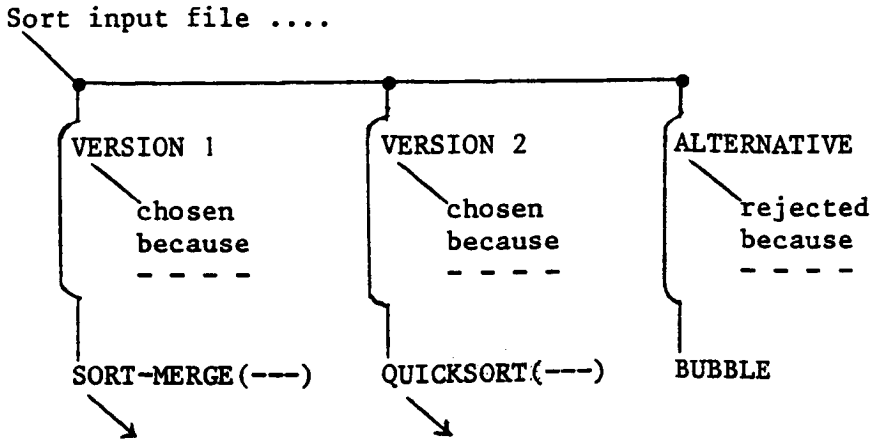 Sort input file ....
VERSION 1
chosen
because
- - - -
VERSION 2
chosen
because
- - - -
ALTERNATIVE
rejected
because
- - - -
SORT-MERGE(---)
QUICKSORT(---)
BUBBLE